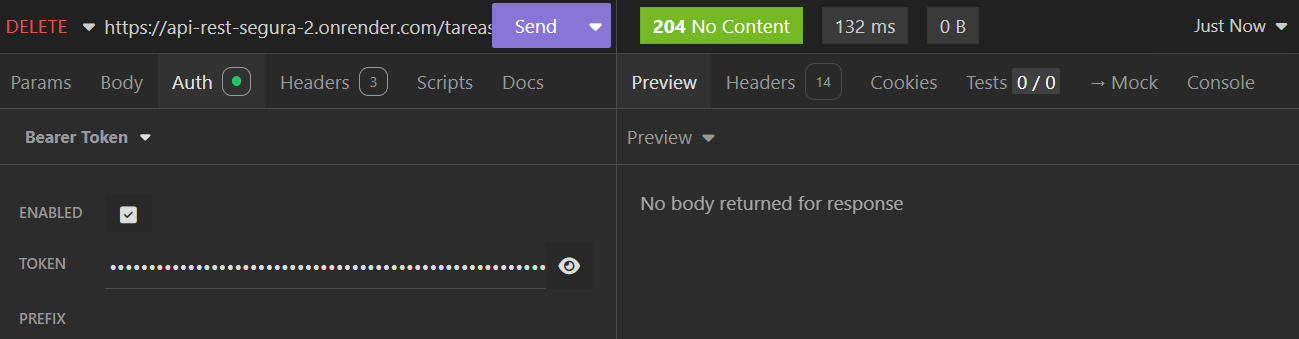 DELETE https://api-rest-segura-2.onrender.com/tareas Send 204 No Content 132 ms 0 B Just Now
Params Body Auth Headers 3 Scripts Docs Preview Headers 14 Cookies Tests 0 / 0 → Mock Console
Bearer Token Preview
ENABLED No body returned for response
TOKEN ••••••••••••••••••••••••••••••••••••••••••••••••••••••••
PREFIX